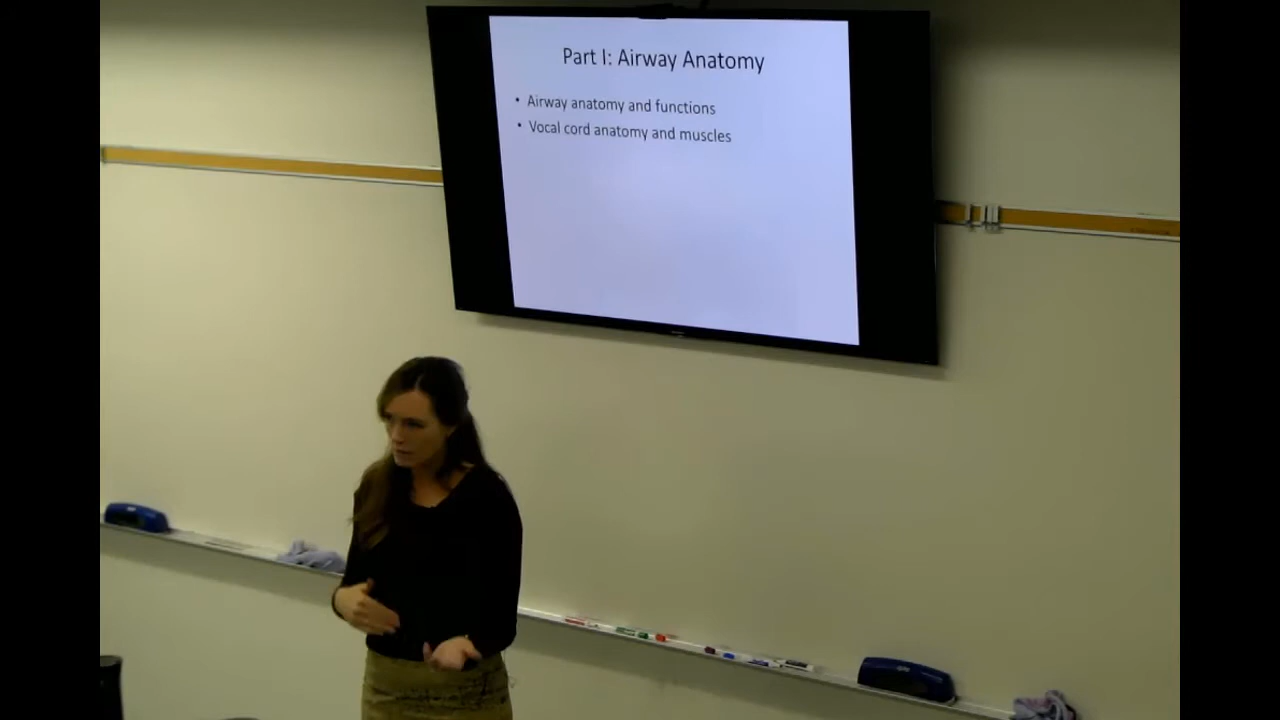 Part I: Airway Anatomy
• Airway anatomy and functions
• Vocal cord anatomy and muscles